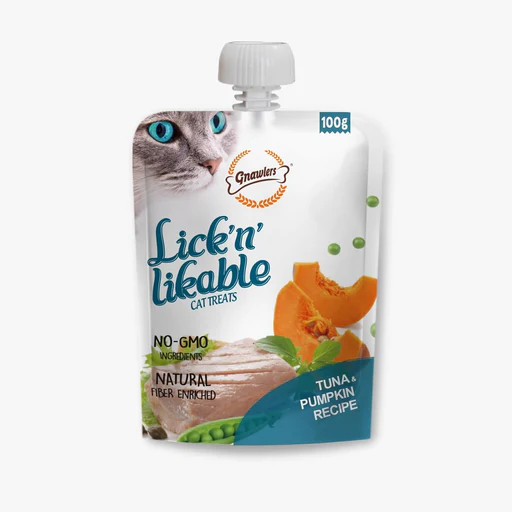 100g
Gnawlers
Lick'n'
likable
CAT TREATS
NO-GMO
INGREDIENTS
NATURAL
FIBER ENRICHED
TUNA &
PUMPKIN
RECIPE